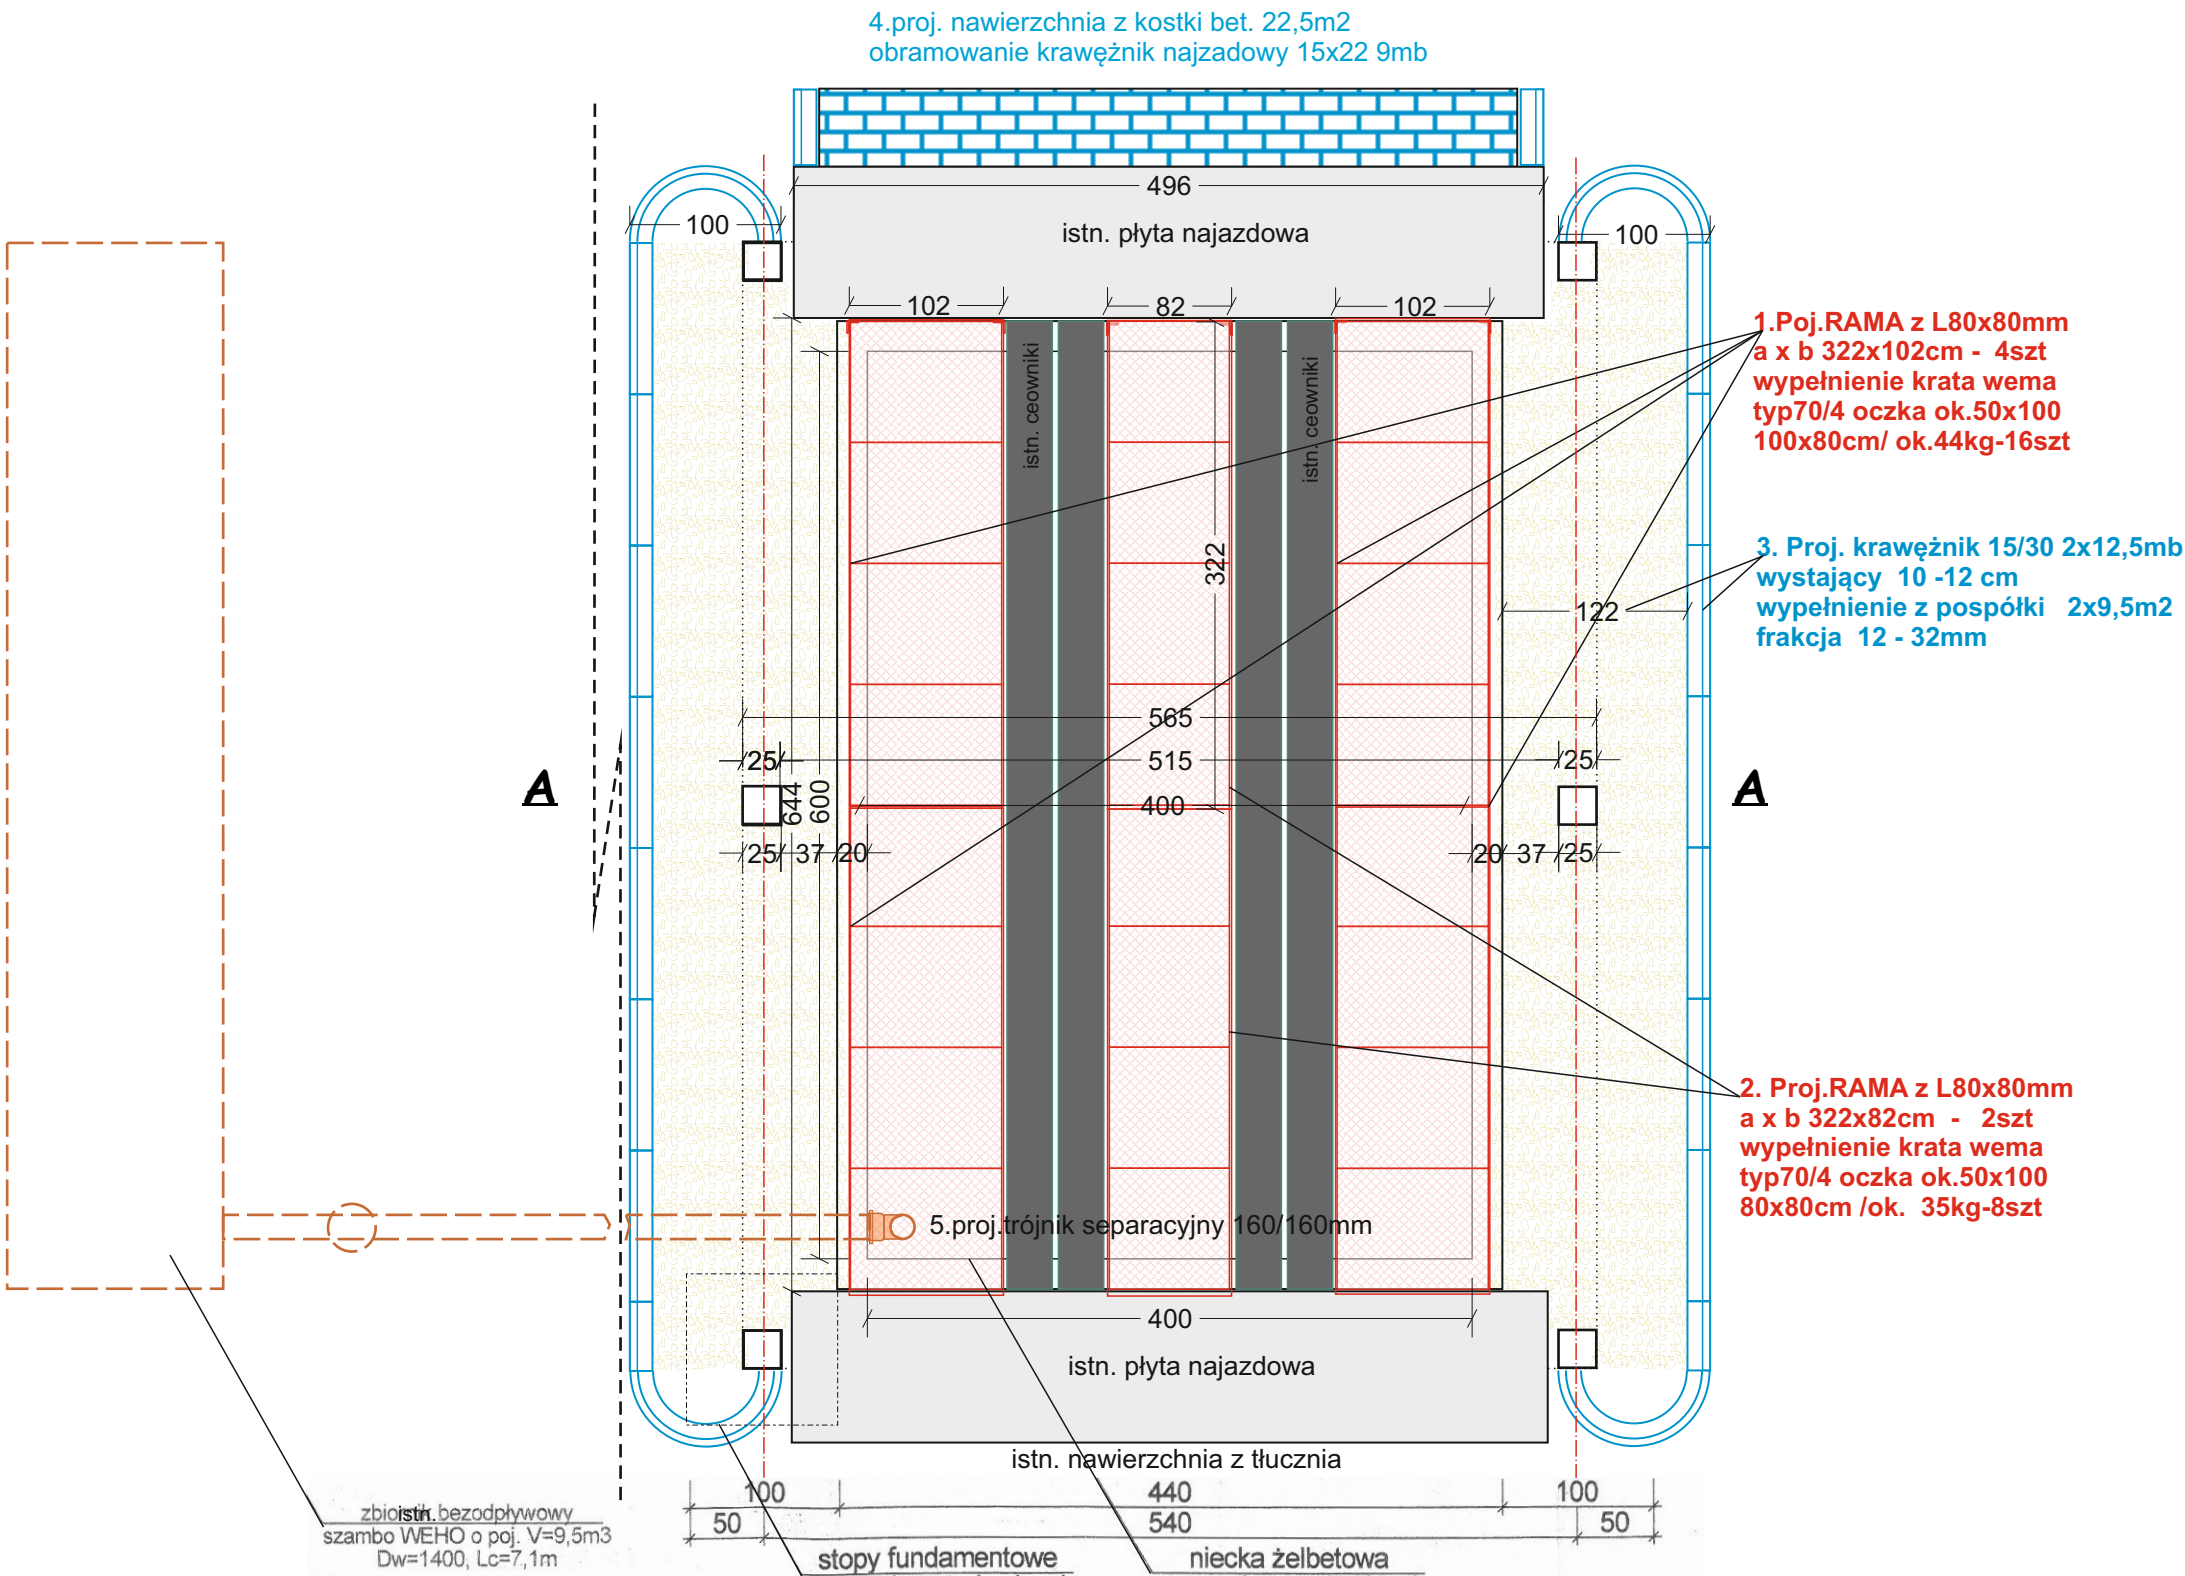 4.proj. nawierzchnia z kostki bet. 22,5m2
obramowanie krawężnik najzadowy 15x22 9mb
496
istn. płyta najazdowa
100
100
102
82
102
istn. ceowniki
istn. ceowniki
1.Poj.RAMA z L80x80mm
a x b 322x102cm - 4szt
wypełnienie krata wema
typ70/4 oczka ok.50x100
100x80cm/ ok.44kg-16szt
322
3. Proj. krawężnik 15/30 2x12,5mb
wystający 10 -12 cm
wypełnienie z pospółki 2x9,5m2
frakcja 12 - 32mm
122
565
25
515
25
A
A
644
600
400
25
37
20
20
37
25
2. Proj.RAMA z L80x80mm
a x b 322x82cm - 2szt
wypełnienie krata wema
typ70/4 oczka ok.50x100
80x80cm /ok. 35kg-8szt
5.proj.trójnik separacyjny 160/160mm
400
istn. płyta najazdowa
istn. nawierzchnia z tłucznia
100
440
100
50
540
50
istn. bezodpływowy
szambo WEHO o poj. V=9,5m3
Dw=1400, Lc=7,1m
stopy fundamentowe
niecka żelbetowa